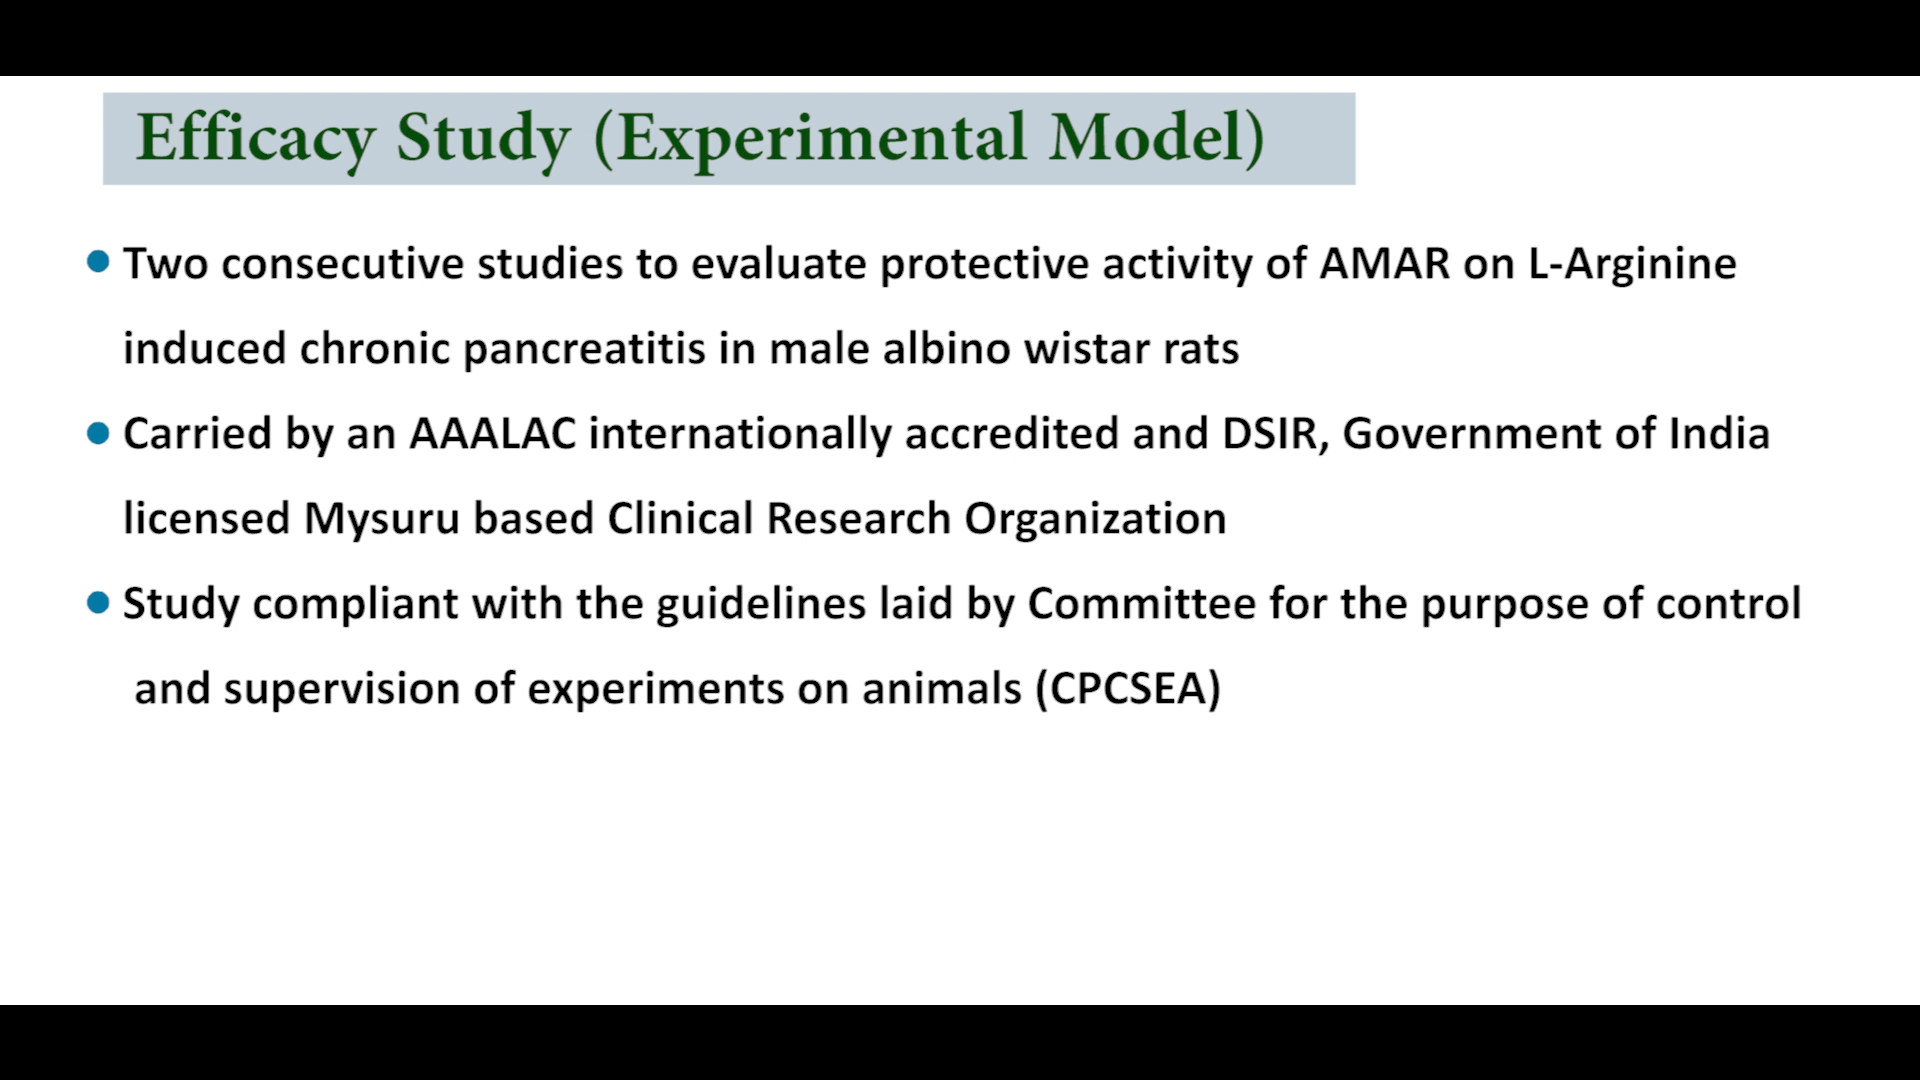 Efficacy Study (Experimental Model)
• Two consecutive studies to evaluate protective activity of AMAR on L-Arginine
induced chronic pancreatitis in male albino wistar rats
• Carried by an AAALAC internationally accredited and DSIR, Government of India
licensed Mysuru based Clinical Research Organization
• Study compliant with the guidelines laid by Committee for the purpose of control
and supervision of experiments on animals (CPCSEA)